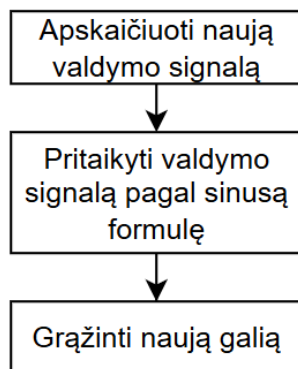 Apskaičiuoti naują
valdymo signalą
Pritaikyti valdymo
signalą pagal sinusą
formulę
Grąžinti naują galią